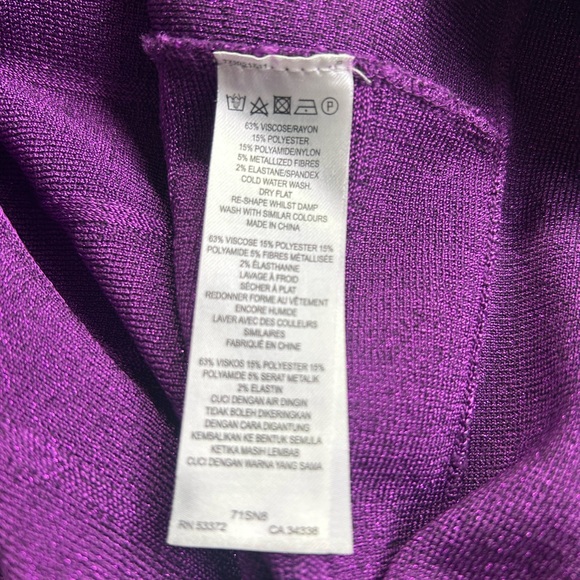 63% VISCOSE/RAYON
15% POLYESTER
15% POLYAMIDE/NYLON
5% METALLIZED FIBRES
2% ELASTANE/SPANDEX
COLD WATER WASH.
DRY FLAT
RE-SHAPE WHILST DAMP
WASH WITH SIMILAR COLOURS
MADE IN CHINA
63% VISCOSE 15% POLYESTER 15%
POLYAMIDE 5% FIBRES MÉTALLISÉE
2% ÉLASTHANNE
LAVAGE À FROID
SÉCHER À PLAT
REDONNER FORME AU VÊTEMENT
ENCORE HUMIDE
LAVER AVEC DES COULEURS
SIMILAIRES
FABRIQUÉ EN CHINE
63% VISKOS 15% POLYESTER 15%
POLYAMIDE 5% SERAT METALIK
2% ELASTIN
CUCI DENGAN AIR DINGIN
TIDAK BOLEH DIKERINGKAN
DENGAN CARA DIGANTUNG
KEMBALIKAN KE BENTUK SEMULA
KETIKA MASIH LEMBAB
CUCI DENGAN WARNA YANG SAMA
71SNB
RN 53372 CA 34338